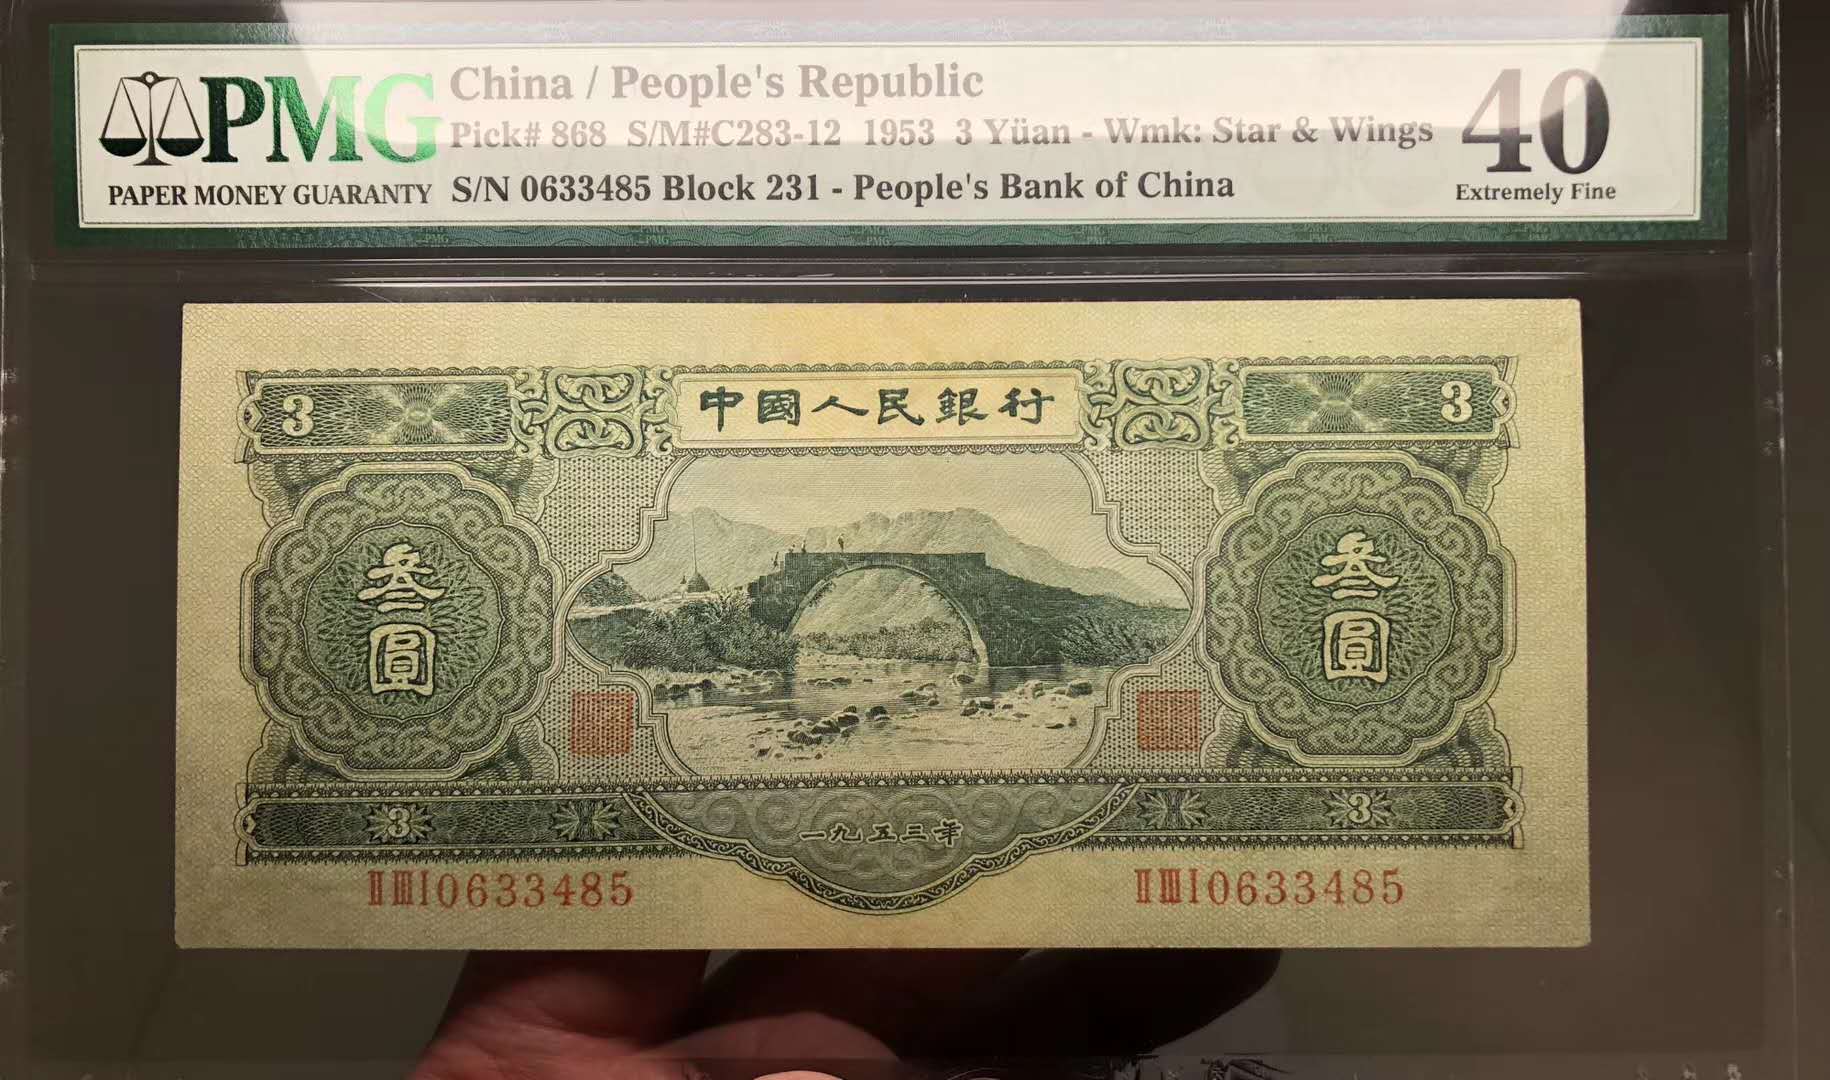 PMG
PAPER MONEY GUARANTY
China / People's Republic
Pick# 868 S/M#C283-12 1953 3 Yüan - Wmk: Star & Wings
S/N 0633485 Block 231 - People's Bank of China
40
Extremely Fine
3
中國人民銀行
3
叁圓
叁圓
3
一九五三年
3
ⅡⅢⅠ0633485
ⅡⅢⅠ0633485